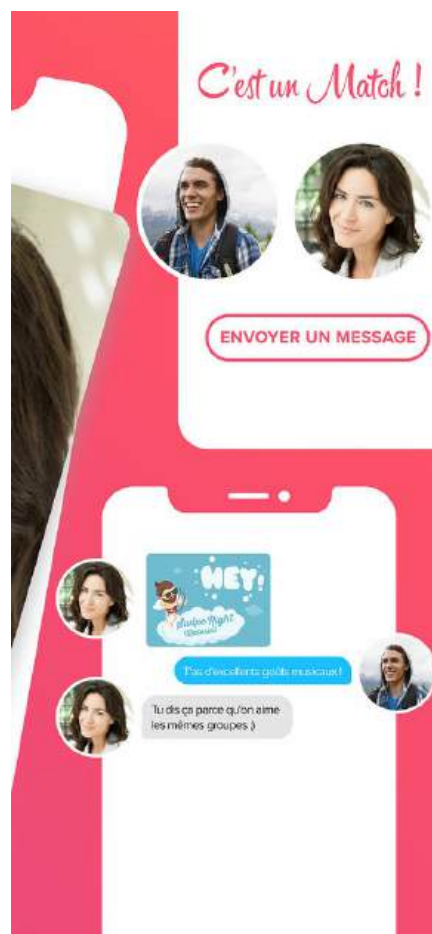 C'est un Match !
ENVOYER UN MESSAGE
HEY!
T'as d'excellents goûts musicaux !
Tu dis ça parce qu'on aime
les mêmes groupes ;)